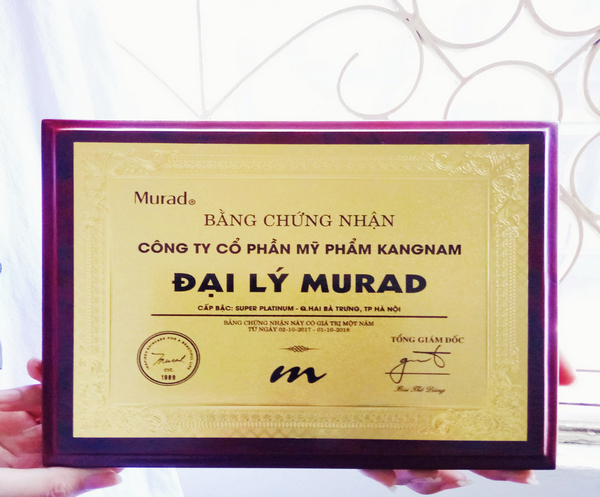 Murad®
BẰNG CHỨNG NHẬN
CÔNG TY CỔ PHẦN MỸ PHẨM KANGNAM
ĐẠI LÝ MURAD
CẤP BẬC: SUPER PLATINUM - Q.HAI BÀ TRƯNG, TP HÀ NỘI
BẰNG CHỨNG NHẬN NÀY CÓ GIÁ TRỊ MỘT NĂM
TỪ NGÀY 02-10-2017 - 01-10-2018
TỔNG GIÁM ĐỐC
Murad
est.
1989
m